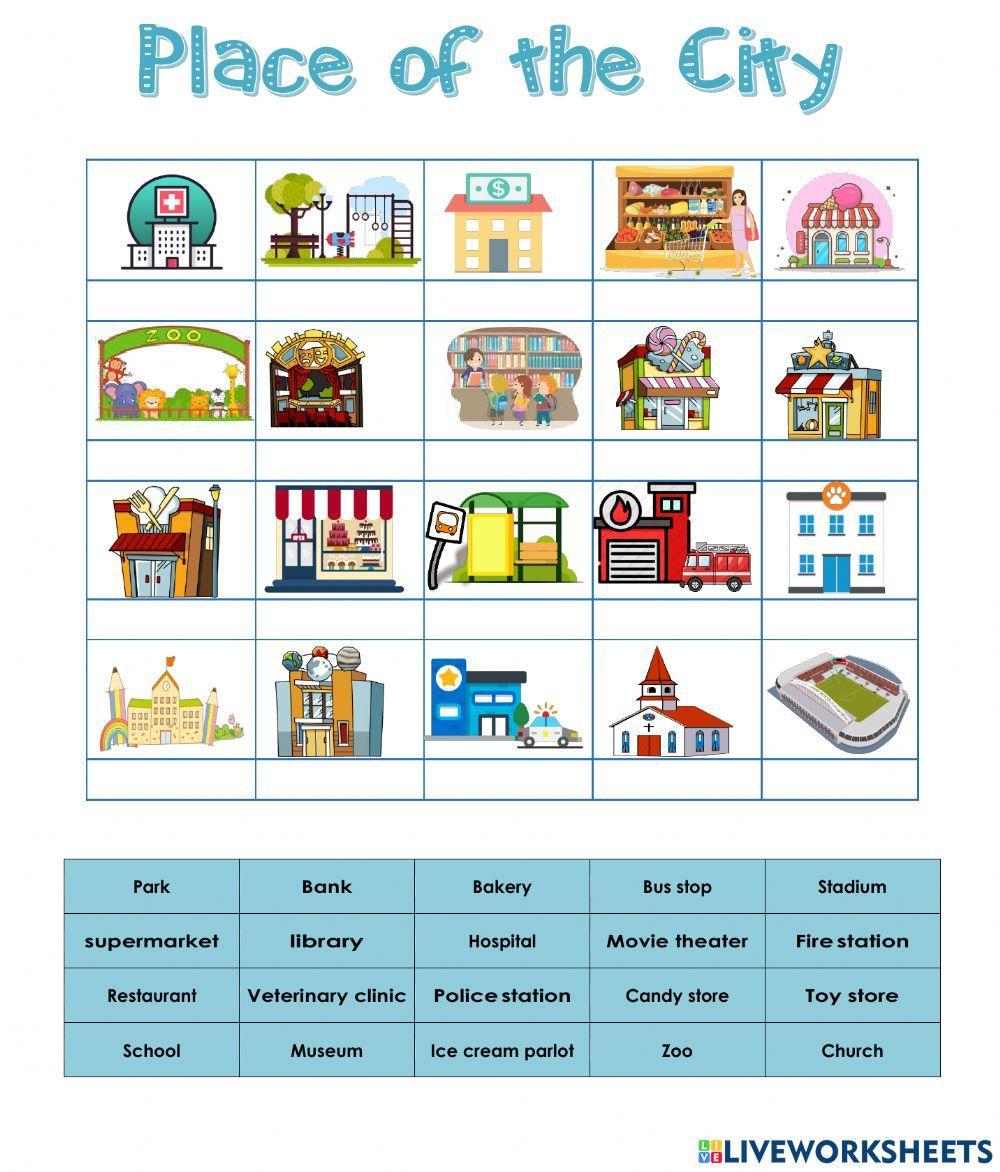 Place of the City
$
ZOO
OPEN
Park Bank Bakery Bus stop Stadium
supermarket library Hospital Movie theater Fire station
Restaurant Veterinary clinic Police station Candy store Toy store
School Museum Ice cream parlot Zoo Church
LIVE LIVEWORKSHEETS